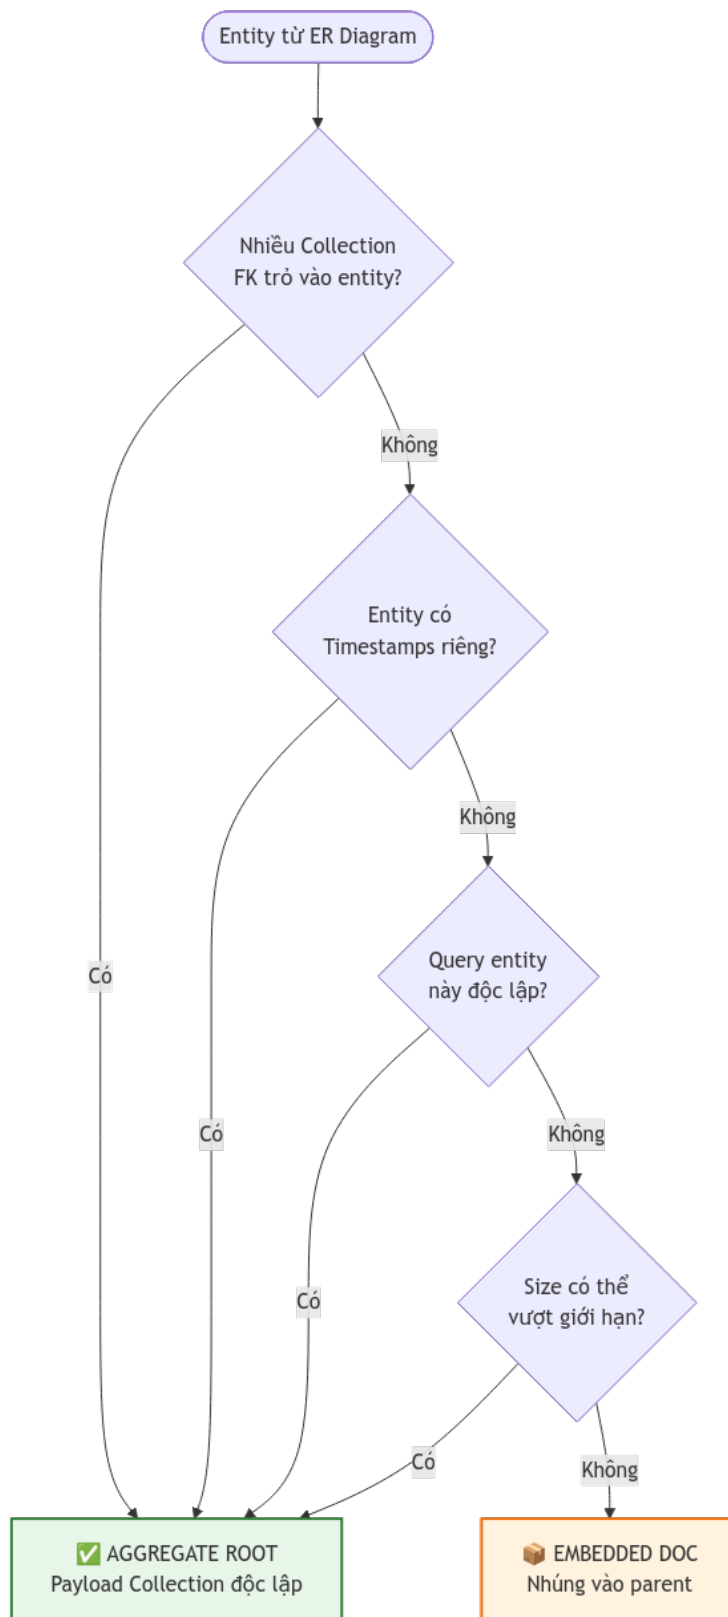 Entity từ ER Diagram
Nhiều Collection
FK trỏ vào entity?
Không
Entity có
Timestamps riêng?
Không
Query entity
này độc lập?
Có
Có
Không
Size có thể
vượt giới hạn?
Có
Có
Không
✅ AGGREGATE ROOT
Payload Collection độc lập
📦 EMBEDDED DOC
Nhúng vào parent